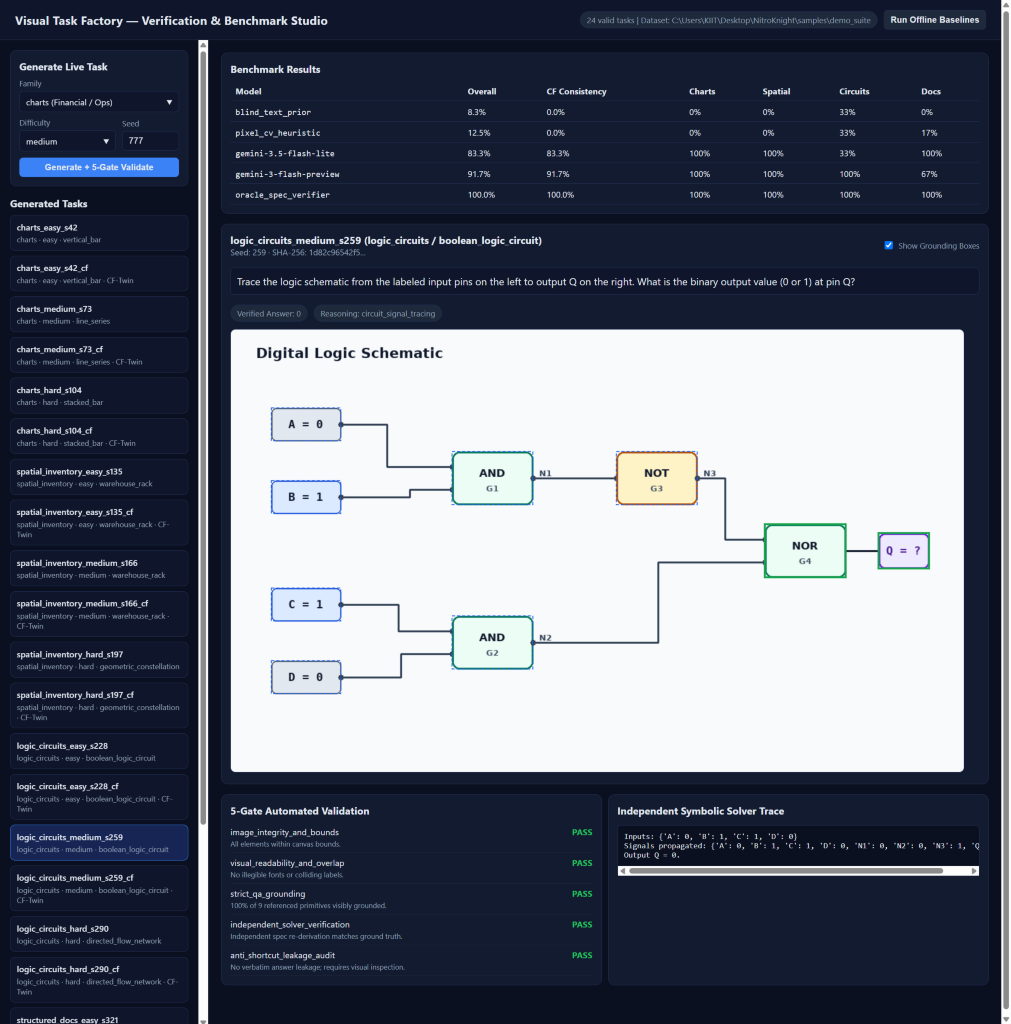 Visual Task Factory — Verification & Benchmark Studio
24 valid tasks | Dataset: C:\Users\KIIT\Desktop\NitroKnight\samples\demo_suite
Run Offline Baselines
Generate Live Task
Family
charts (Financial / Ops)
Difficulty Seed
medium 777
Generate + 5-Gate Validate
Generated Tasks
charts_easy_s42
charts · easy · vertical_bar
charts_easy_s42_cf
charts · easy · vertical_bar · CF-Twin
charts_medium_s73
charts · medium · line_series
charts_medium_s73_cf
charts · medium · line_series · CF-Twin
charts_hard_s104
charts · hard · stacked_bar
charts_hard_s104_cf
charts · hard · stacked_bar · CF-Twin
spatial_inventory_easy_s135
spatial_inventory · easy · warehouse_rack
spatial_inventory_easy_s135_cf
spatial_inventory · easy · warehouse_rack · CF-
Twin
spatial_inventory_medium_s166
spatial_inventory · medium · warehouse_rack
spatial_inventory_medium_s166_cf
spatial_inventory · medium · warehouse_rack ·
CF-Twin
spatial_inventory_hard_s197
spatial_inventory · hard · geometric_constellation
spatial_inventory_hard_s197_cf
spatial_inventory · hard · geometric_constellation
· CF-Twin
logic_circuits_easy_s228
logic_circuits · easy · boolean_logic_circuit
logic_circuits_easy_s228_cf
logic_circuits · easy · boolean_logic_circuit · CF-
Twin
logic_circuits_medium_s259
logic_circuits · medium · boolean_logic_circuit
logic_circuits_medium_s259_cf
logic_circuits · medium · boolean_logic_circuit ·
CF-Twin
logic_circuits_hard_s290
logic_circuits · hard · directed_flow_network
logic_circuits_hard_s290_cf
logic_circuits · hard · directed_flow_network · CF-
Twin
structured_docs_easy_s321
Benchmark Results
Model Overall CF Consistency Charts Spatial Circuits Docs
blind_text_prior 8.3% 0.0% 0% 0% 33% 0%
pixel_cv_heuristic 12.5% 0.0% 0% 0% 33% 17%
gemini-3.5-flash-lite 83.3% 83.3% 100% 100% 33% 100%
gemini-3-flash-preview 91.7% 91.7% 100% 100% 100% 67%
oracle_spec_verifier 100.0% 100.0% 100% 100% 100% 100%
logic_circuits_medium_s259 (logic_circuits / boolean_logic_circuit)
Seed: 259 · SHA-256: 1d82c96542f5...
Show Grounding Boxes
Trace the logic schematic from the labeled input pins on the left to output Q on the right. What is the binary output value (0 or 1) at pin Q?
Verified Answer: 0 Reasoning: circuit_signal_tracing
Digital Logic Schematic
A = 0
B = 1
AND
G1
N1
NOT
G3
N3
NOR
G4
Q = ?
C = 1
D = 0
AND
G2
N2
5-Gate Automated Validation
image_integrity_and_bounds PASS
All elements within canvas bounds.
visual_readability_and_overlap PASS
No illegible fonts or colliding labels.
strict_qa_grounding PASS
100% of 9 referenced primitives visibly grounded.
independent_solver_verification PASS
Independent spec re-derivation matches ground truth.
anti_shortcut_leakage_audit PASS
No verbatim answer leakage; requires visual inspection.
Independent Symbolic Solver Trace
Inputs: {'A': 0, 'B': 1, 'C': 1, 'D': 0}
Signals propagated: {'A': 0, 'B': 1, 'C': 1, 'D': 0, 'N1': 0, 'N2': 0, 'N3': 1, 'Q
Output Q = 0.